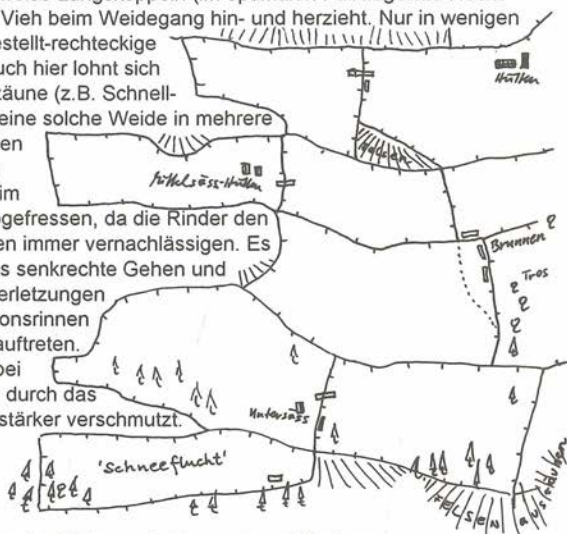 Vieh beim Weidegang hin- und herzieht. Nur in wenigen
estellt-rechteckige
uch hier lohnt sich
äune (z.B. Schnell-
eine solche Weide in mehrere
en
im
gefressen, da die Rinder den
en immer vernachlässigen. Es
s senkrechte Gehen und
erletzungen
onsrinnen
auftreten.
bei
durch das
stärker verschmutzt.
Hütten
Felsen
Mittelsäss-Hütten
Brunnen
Tros
Untersäss
'Schneeflucht'
FELSEN